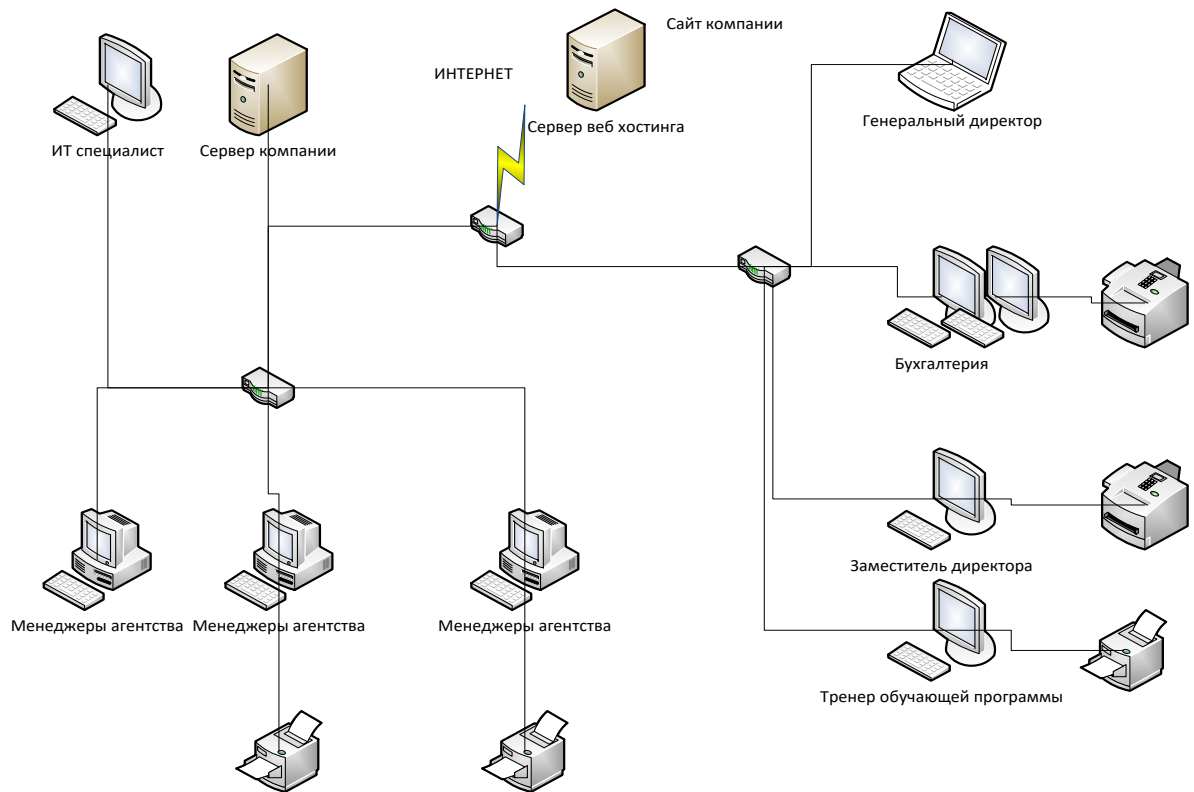 Сайт компании
ИНТЕРНЕТ
Сервер веб хостинга
Генеральный директор
ИТ специалист
Сервер компании
Бухгалтерия
Заместитель директора
Менеджеры агентства
Менеджеры агентства
Менеджеры агентства
Тренер обучающей программы